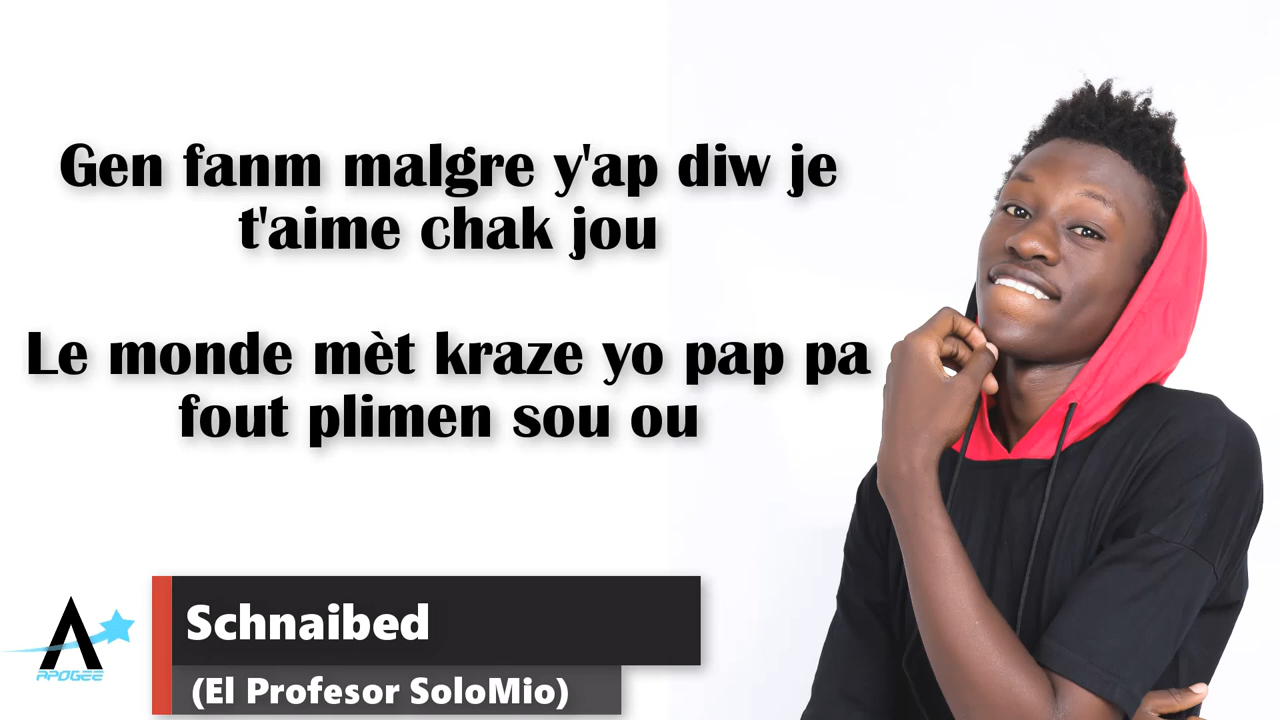 Gen fanm malgre y'ap diw je
t'aime chak jou
Le monde mèt kraze yo pap pa
fout plimen sou ou
Schnaibed
(El Profesor SoloMio)
APOGEE